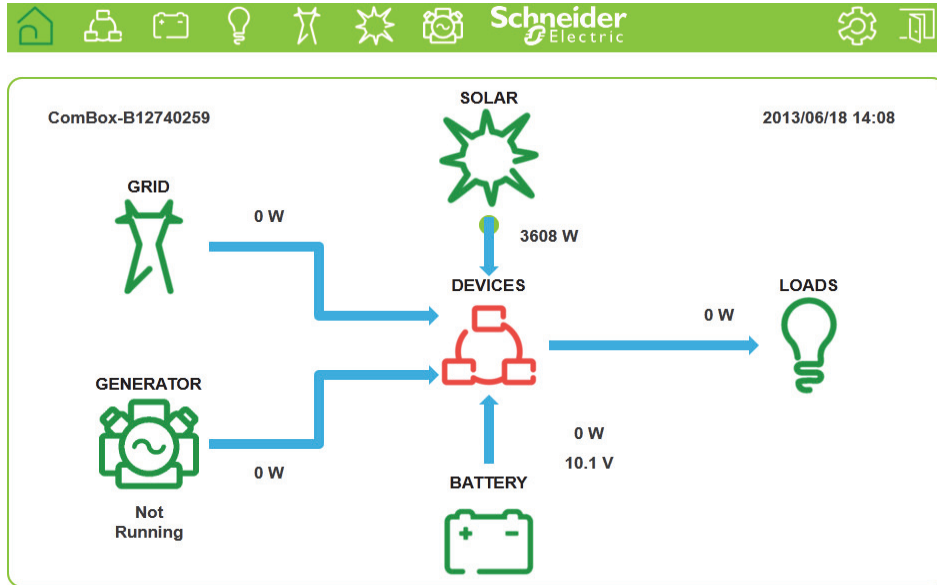 Schneider
Electric
ComBox-B12740259
SOLAR
2013/06/18 14:08
GRID
0 W
3608 W
DEVICES
LOADS
0 W
GENERATOR
0 W
10.1 V
0 W
BATTERY
Not
Running